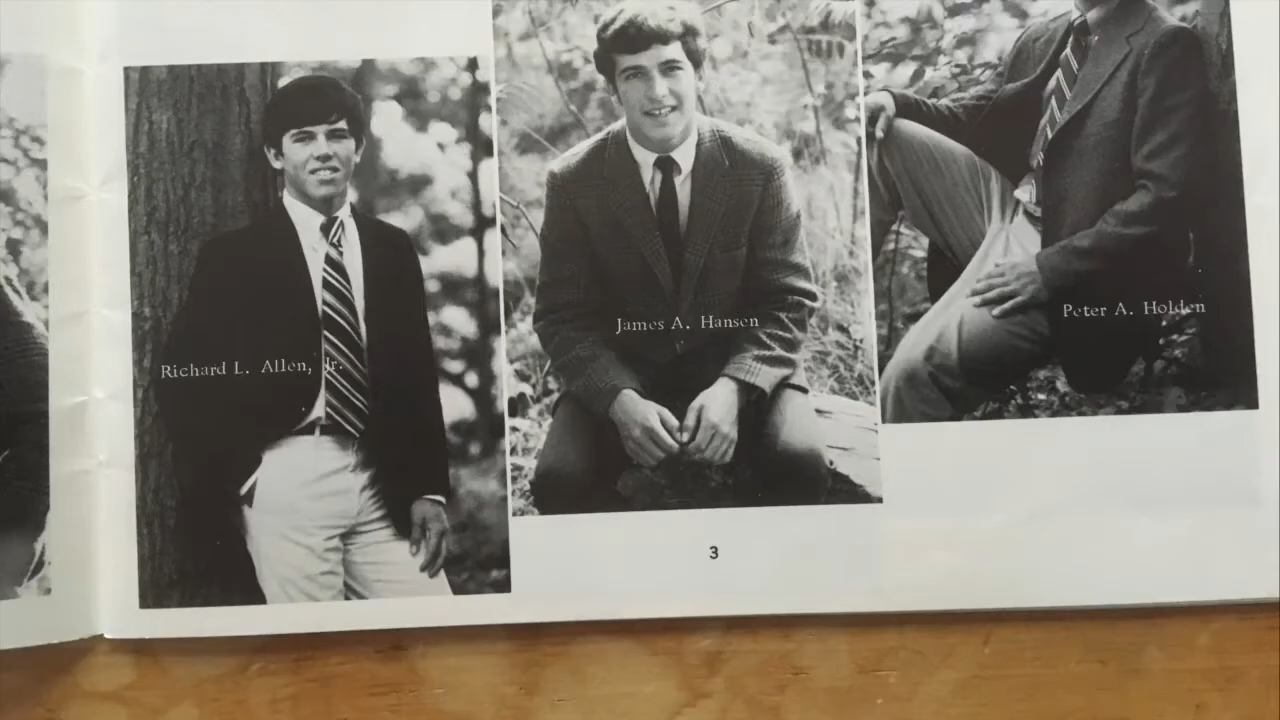 Richard L. Allen, Jr.
James A. Hansen
Peter A. Holden
3